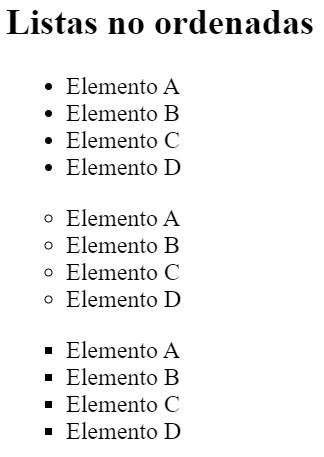 Listas no ordenadas
• Elemento A
• Elemento B
• Elemento C
• Elemento D
◦ Elemento A
◦ Elemento B
◦ Elemento C
◦ Elemento D
▪ Elemento A
▪ Elemento B
▪ Elemento C
▪ Elemento D